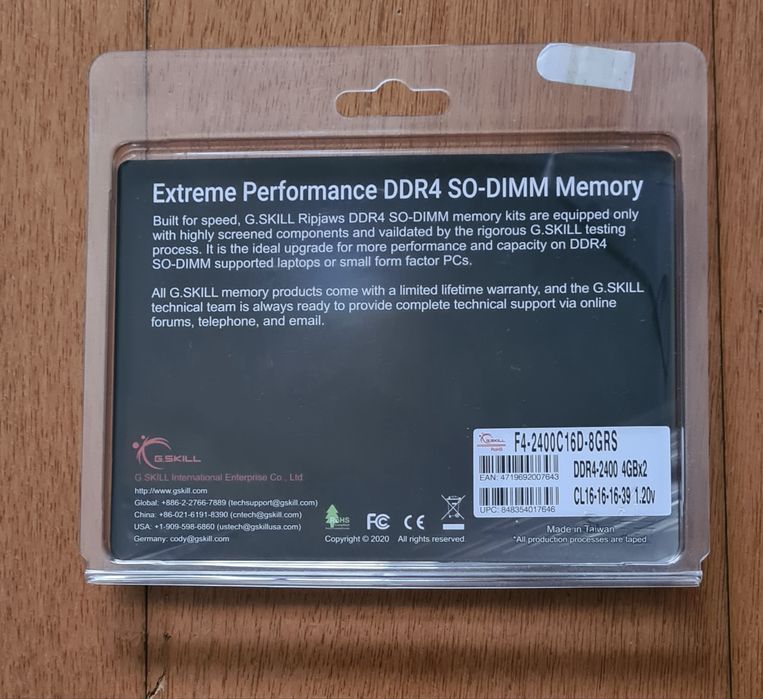 Extreme Performance DDR4 SO-DIMM Memory
Built for speed, G.SKILL Ripjaws DDR4 SO-DIMM memory kits are equipped only
with highly screened components and vaildated by the rigorous G.SKILL testing
process. It is the ideal upgrade for more performance and capacity on DDR4
SO-DIMM supported laptops or small form factor PCs.
All G.SKILL memory products come with a limited lifetime warranty, and the G.SKILL
technical team is always ready to provide complete technical support via online
forums, telephone, and email.
G.SKILL
G.SKILL International Enterprise Co., Ltd
http://www.gskill.com
Global: +886-2-2766-7889 (techsupport@gskill.com)
China: +86-021-6191-8390 (cntech@gskill.com)
USA: +1-909-598-6860 (ustech@gskillusa.com)
Germany: cody@gskill.com
RoHS
FC CE
Copyright © 2020 All rights reserved.
G.SKILL
RoHS
F4-2400C16D-8GRS
DDR4-2400 4GBx2
EAN: 4719692007643
CL16-16-16-39 1.20v
UPC: 848354017646
Made in Taiwan
*All production processes are taped.